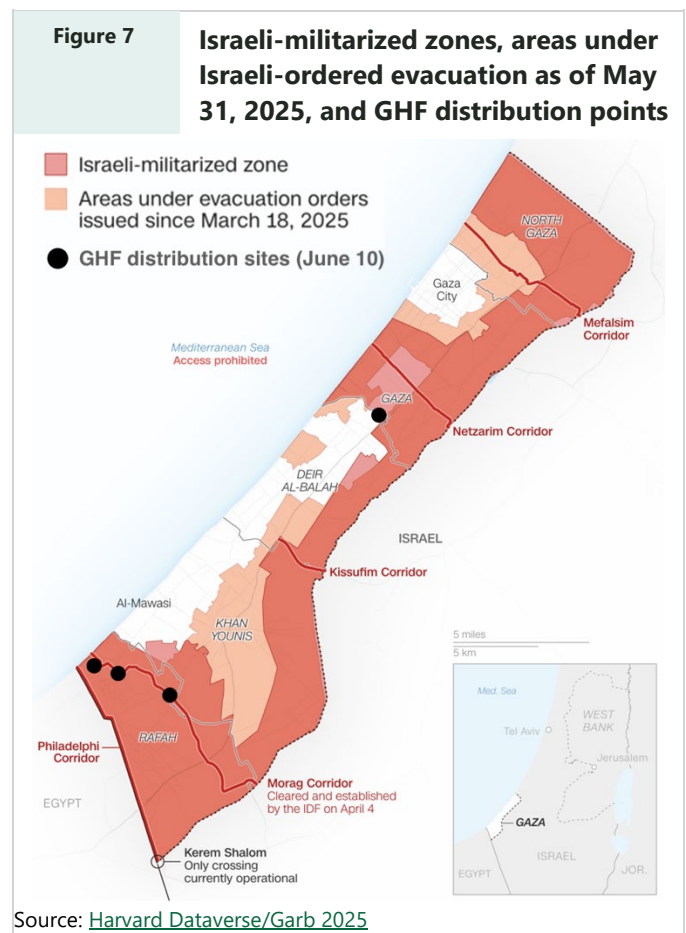 Figure 7
Israeli-militarized zones, areas under
Israeli-ordered evacuation as of May
31, 2025, and GHF distribution points
Israeli-militarized zone
Areas under evacuation orders
issued since March 18, 2025
GHF distribution sites (June 10)
NORTH
GAZA
Gaza
City
Mefalsim
Corridor
Mediterranean Sea
Access prohibited
GAZA
Netzarim Corridor
DEIR
AL-BALAH
ISRAEL
Kissufim Corridor
Al-Mawasi
KHAN
YOUNIS
5 miles
5 km
Med. Sea
WEST
BANK
Tel Aviv
Jerusalem
GAZA
ISRAEL
EGYPT
JOR.
RAFAH
Philadelphi
Corridor
Morag Corridor
Cleared and established
by the IDF on April 4
EGYPT
Kerem Shalom
Only crossing
currently operational
Source: Harvard Dataverse/Garb 2025